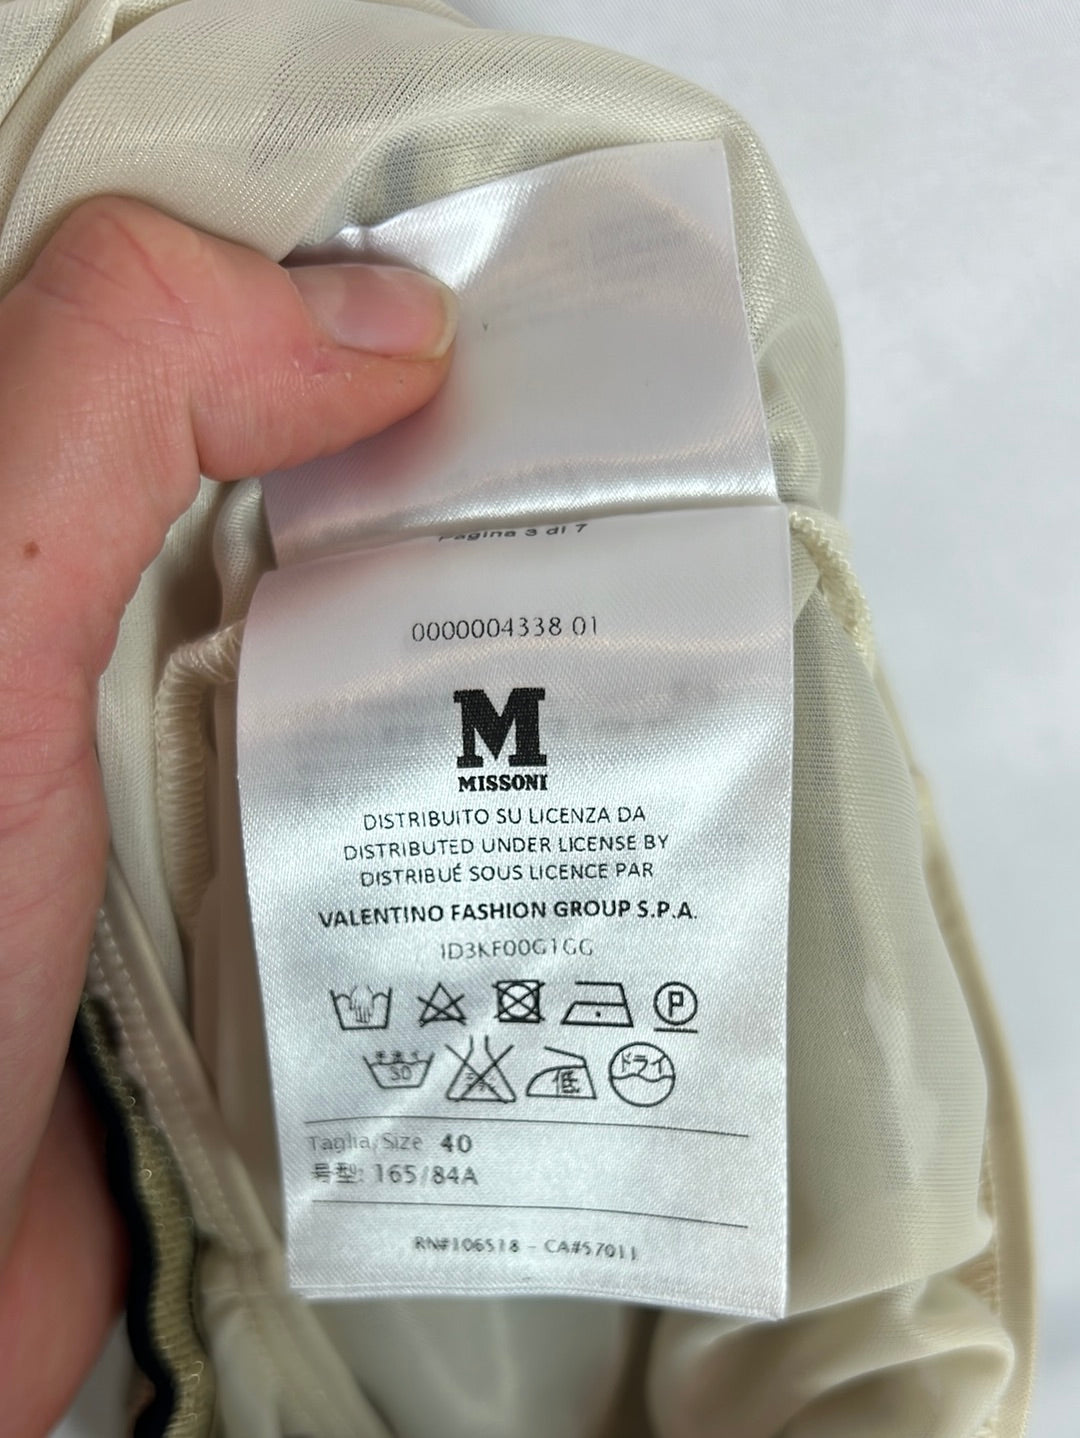 Pagina 3 di 7
0000004338 01
M
MISSONI
DISTRIBUITO SU LICENZA DA
DISTRIBUTED UNDER LICENSE BY
DISTRIBUÉ SOUS LICENCE PAR
VALENTINO FASHION GROUP S.P.A.
1D3KF00G1GG
P
30 低 ドライ
Taglia/Size 40
号型: 165/84A
RN#106518 - CA#57011